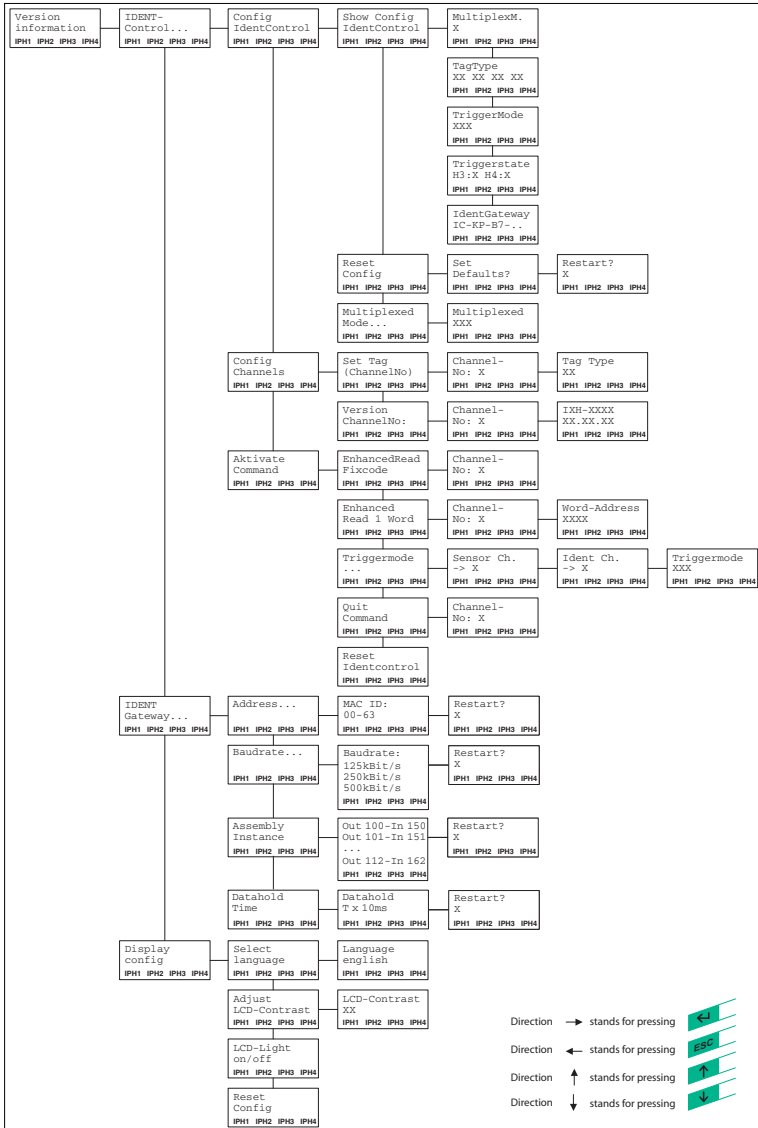 Version
information
IPH1 IPH2 IPH3 IPH4
IDENT-
Control...
IPH1 IPH2 IPH3 IPH4
Config
IdentControl
IPH1 IPH2 IPH3 IPH4
Show Config
IdentControl
IPH1 IPH2 IPH3 IPH4
MultiplexM.
X
IPH1 IPH2 IPH3 IPH4
TagType
XX XX XX XX
IPH1 IPH2 IPH3 IPH4
TriggerMode
XXX
IPH1 IPH2 IPH3 IPH4
Triggerstate
H3:X H4:X
IPH1 IPH2 IPH3 IPH4
IdentGateway
IC-KP-B7-..
IPH1 IPH2 IPH3 IPH4
Reset
Config
IPH1 IPH2 IPH3 IPH4
Set
Defaults?
IPH1 IPH2 IPH3 IPH4
Restart?
X
IPH1 IPH2 IPH3 IPH4
Multiplexed
Mode...
IPH1 IPH2 IPH3 IPH4
Multiplexed
XXX
IPH1 IPH2 IPH3 IPH4
Config
Channels
IPH1 IPH2 IPH3 IPH4
Set Tag
(ChannelNo)
IPH1 IPH2 IPH3 IPH4
Channel-
No: X
IPH1 IPH2 IPH3 IPH4
Tag Type
XX
IPH1 IPH2 IPH3 IPH4
Version
ChannelNo:
IPH1 IPH2 IPH3 IPH4
Channel-
No: X
IPH1 IPH2 IPH3 IPH4
IXH-XXXX
XX.XX.XX
IPH1 IPH2 IPH3 IPH4
Aktivate
Command
IPH1 IPH2 IPH3 IPH4
EnhancedRead
Fixcode
IPH1 IPH2 IPH3 IPH4
Channel-
No: X
IPH1 IPH2 IPH3 IPH4
Enhanced
Read 1 Word
IPH1 IPH2 IPH3 IPH4
Channel-
No: X
IPH1 IPH2 IPH3 IPH4
Word-Address
XXXX
IPH1 IPH2 IPH3 IPH4
Triggermode
...
IPH1 IPH2 IPH3 IPH4
Sensor Ch.
-> X
IPH1 IPH2 IPH3 IPH4
Ident Ch.
-> X
IPH1 IPH2 IPH3 IPH4
Triggermode
XXX
IPH1 IPH2 IPH3 IPH4
Quit
Command
IPH1 IPH2 IPH3 IPH4
Channel-
No: X
IPH1 IPH2 IPH3 IPH4
Reset
Identcontrol
IPH1 IPH2 IPH3 IPH4
IDENT
Gateway...
IPH1 IPH2 IPH3 IPH4
Address...
IPH1 IPH2 IPH3 IPH4
MAC ID:
00-63
IPH1 IPH2 IPH3 IPH4
Restart?
X
IPH1 IPH2 IPH3 IPH4
Baudrate...
IPH1 IPH2 IPH3 IPH4
Baudrate:
125kBit/s
250kBit/s
500kBit/s
IPH1 IPH2 IPH3 IPH4
Restart?
X
IPH1 IPH2 IPH3 IPH4
Assembly
Instance
IPH1 IPH2 IPH3 IPH4
Out 100-In 150
Out 101-In 151
...
Out 112-In 162
IPH1 IPH2 IPH3 IPH4
Restart?
X
IPH1 IPH2 IPH3 IPH4
Datahold
Time
IPH1 IPH2 IPH3 IPH4
Datahold
T x 10ms
IPH1 IPH2 IPH3 IPH4
Restart?
X
IPH1 IPH2 IPH3 IPH4
Display
config
IPH1 IPH2 IPH3 IPH4
Select
language
IPH1 IPH2 IPH3 IPH4
Language
english
IPH1 IPH2 IPH3 IPH4
Adjust
LCD-Contrast
IPH1 IPH2 IPH3 IPH4
LCD-Contrast
XX
IPH1 IPH2 IPH3 IPH4
LCD-Light
on/off
IPH1 IPH2 IPH3 IPH4
Reset
Config
IPH1 IPH2 IPH3 IPH4
Direction → stands for pressing ↵
Direction ← stands for pressing ESC
Direction ↑ stands for pressing ↑
Direction ↓ stands for pressing ↓